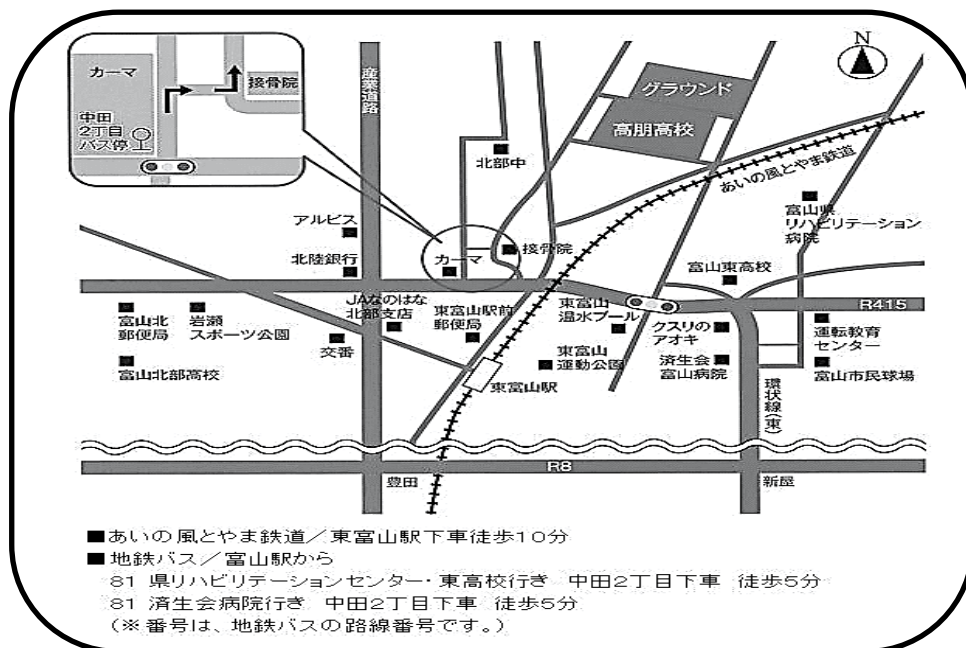 カーマ
接骨院
中田
2丁目
バス停
産業道路
N
グラウンド
高朋高校
北部中
あいの風とやま鉄道
富山県
リハビリテーション
病院
アルビス
北陸銀行
カーマ
接骨院
富山東高校
R415
富山北
郵便局
岩瀬
スポーツ公園
JAなのはな
北部支店
東富山駅前
郵便局
東富山
温水プール
クスリの
アオキ
運転教育
センター
交番
富山北部高校
東富山
運動公園
済生会
富山病院
富山市民球場
東富山駅
環状線(東)
R8
豊田
新屋
■あいの風とやま鉄道/東富山駅下車徒歩10分
■地鉄バス/富山駅から
81 県リハビリテーションセンター・東高校行き 中田2丁目下車 徒歩5分
81 済生会病院行き 中田2丁目下車 徒歩5分
(※番号は、地鉄バスの路線番号です。)